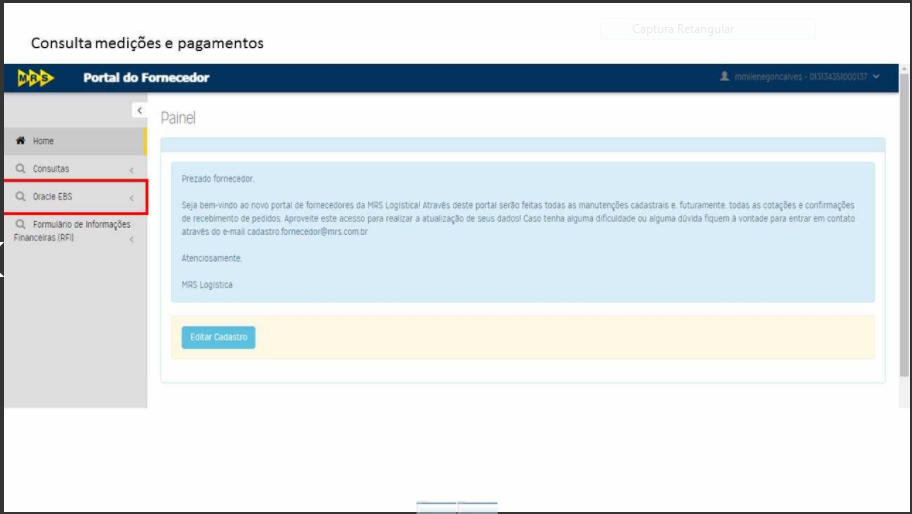 Captura Retangular
Consulta medições e pagamentos
MRS
Portal do Fornecedor
mmilenegoncalves - 013134351000137
Painel
Home
Consultas
Oracle EBS
Formulário de Informações
Financeiras (RFI)
Prezado fornecedor,
Seja bem-vindo ao novo portal de fornecedores da MRS Logística! Através deste portal serão feitas todas as manutenções cadastrais e, futuramente, todas as cotações e confirmações
de recebimento de pedidos. Aproveite este acesso para realizar a atualização de seus dados! Caso tenha alguma dificuldade ou alguma dúvida fiquem à vontade para entrar em contato
através do e-mail cadastro.fornecedor@mrs.com.br
Atenciosamente,
MRS Logística
Editar Cadastro